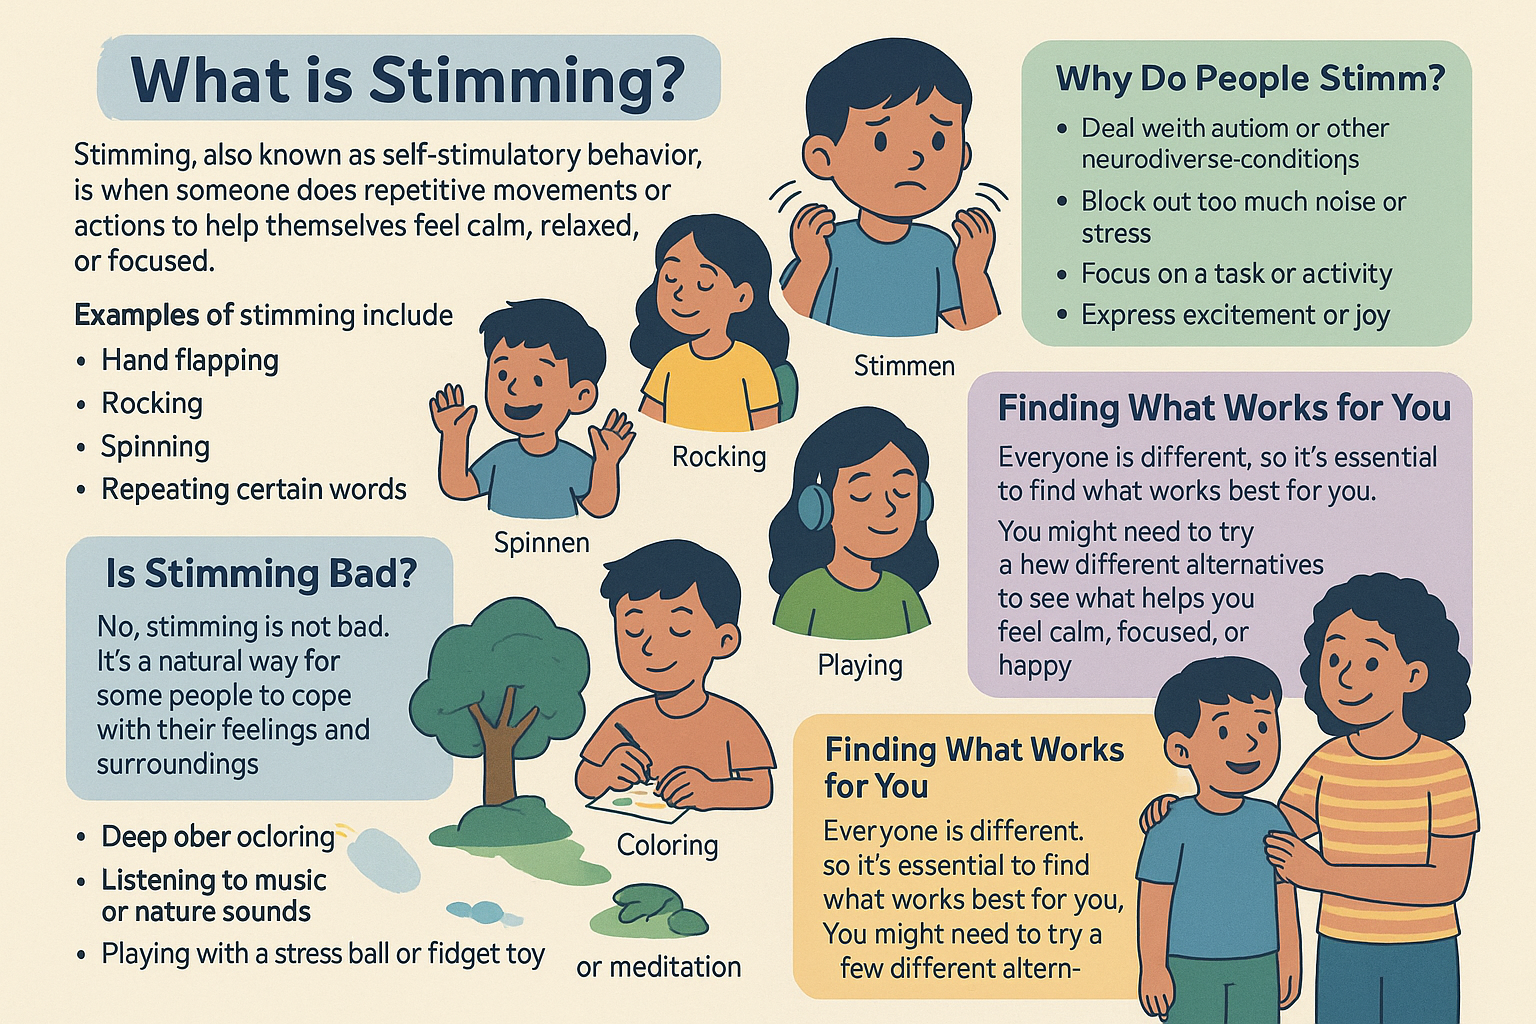 What is Stimming?
Stimming, also known as self-stimulatory behavior,
is when someone does repetitive movements or
actions to help themselves feel calm, relaxed,
or focused.
Examples of stimming include
• Hand flapping
• Rocking
• Spinning
• Repeating certain words
Spinnen
Rocking
Stimmen
Playing
Coloring
or meditation
Is Stimming Bad?
No, stimming is not bad.
It's a natural way for
some people to cope
with their feelings and
surroundings
• Deep ober ocloring
• Listening to music
or nature sounds
• Playing with a stress ball or fidget toy
Why Do People Stimm?
• Deal weith autiom or other
neurodiverse-conditions
• Block out too much noise or
stress
• Focus on a task or activity
• Express excitement or joy
Finding What Works for You
Everyone is different, so it's essential
to find what works best for you.
You might need to try
a hew different alternatives
to see what helps you
feel calm, focused, or
happy
Finding What Works
for You
Everyone is different.
so it's essential to find
what works best for you,
You might need to try a
few different altern-